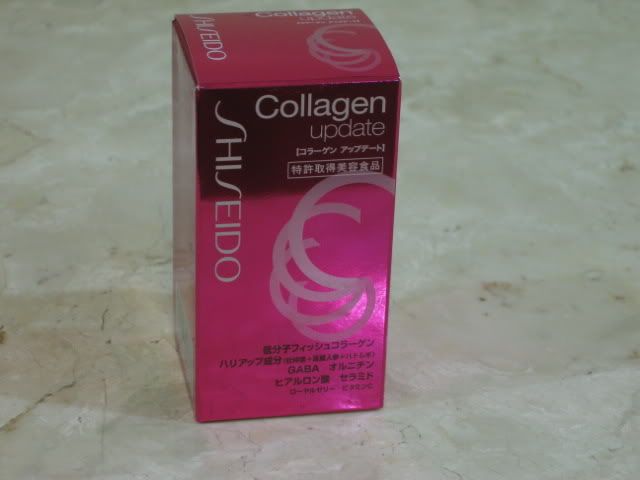 Collagen
update
SHISEIDO
Collagen
update
[コラーゲン アップデート]
特許取得美容食品
SHISEIDO
低分子フィッシュコラーゲン
ハリアップ成分
GABA オルニチン
ヒアルロン酸 セラミド
ローヤルゼリー ビタミンC